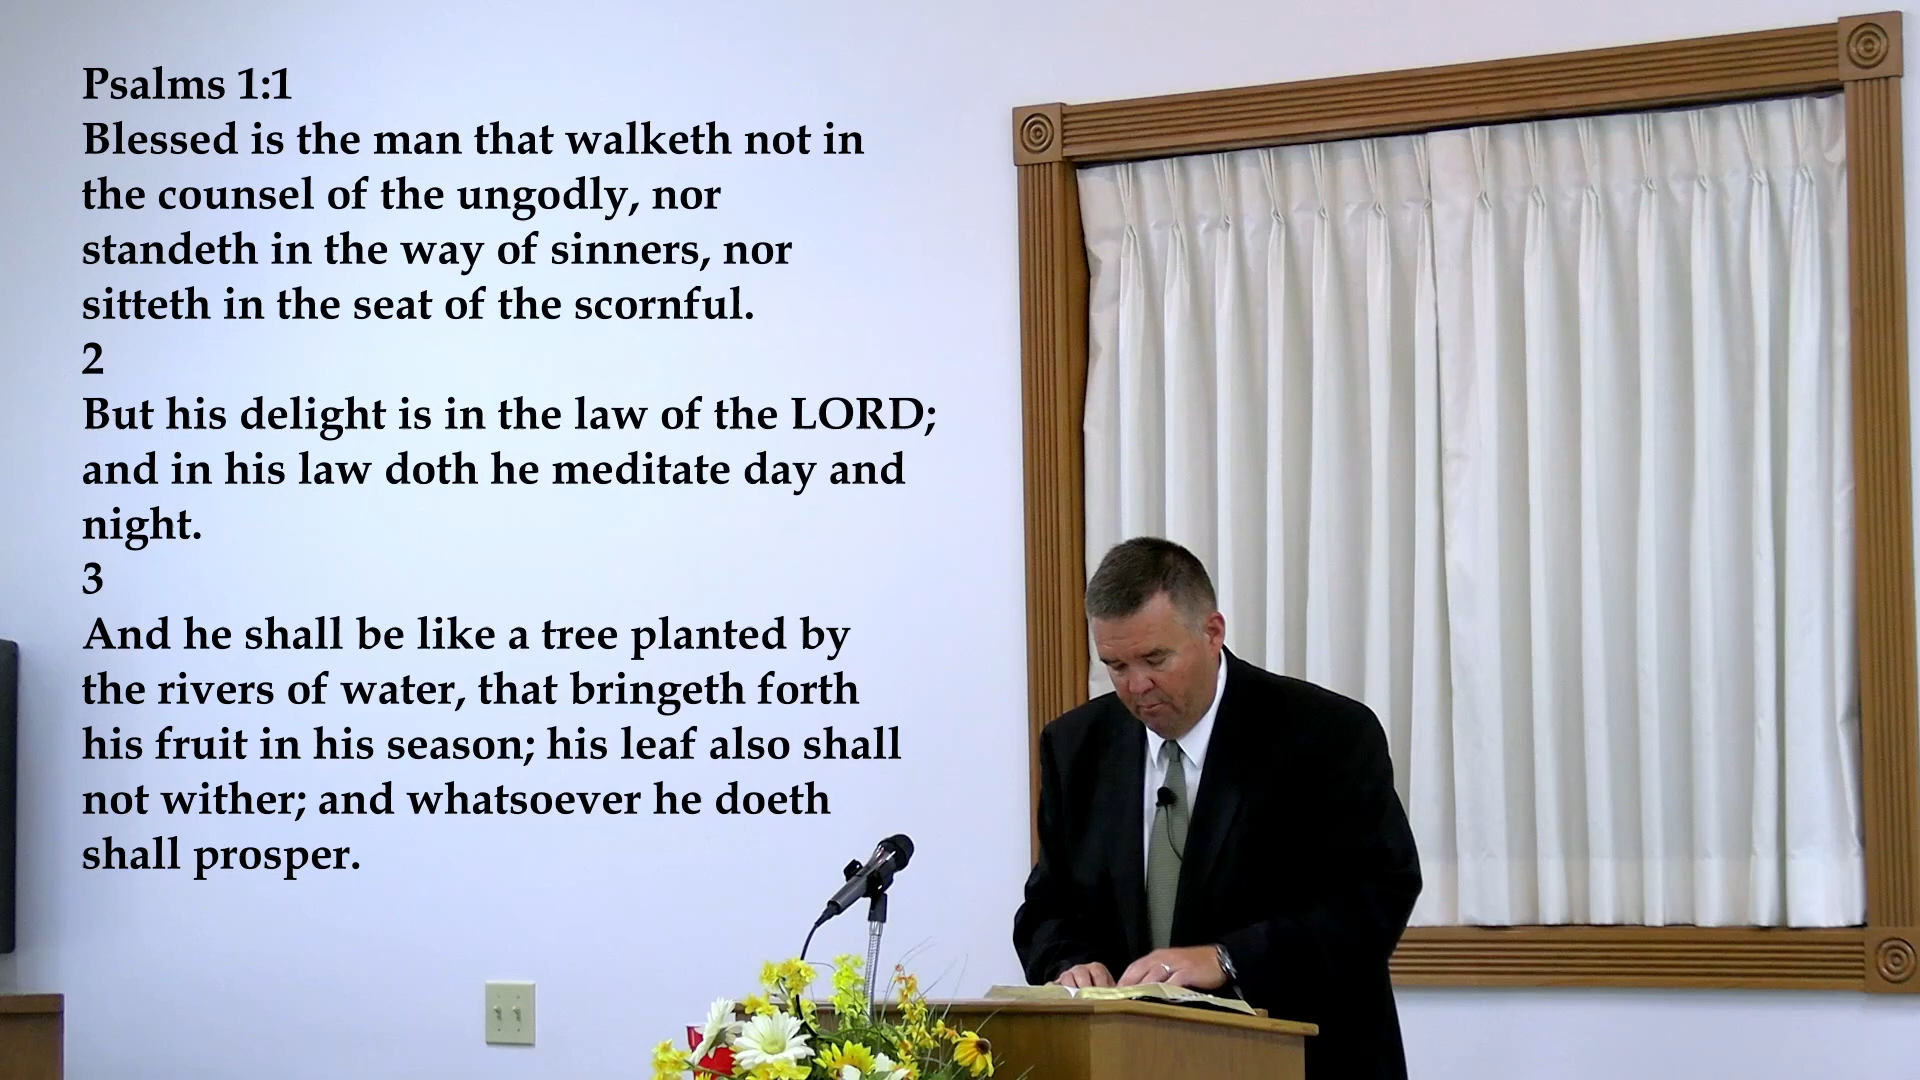 Psalms 1:1
Blessed is the man that walketh not in
the counsel of the ungodly, nor
standeth in the way of sinners, nor
sitteth in the seat of the scornful.
2
But his delight is in the law of the LORD;
and in his law doth he meditate day and
night.
3
And he shall be like a tree planted by
the rivers of water, that bringeth forth
his fruit in his season; his leaf also shall
not wither; and whatsoever he doeth
shall prosper.